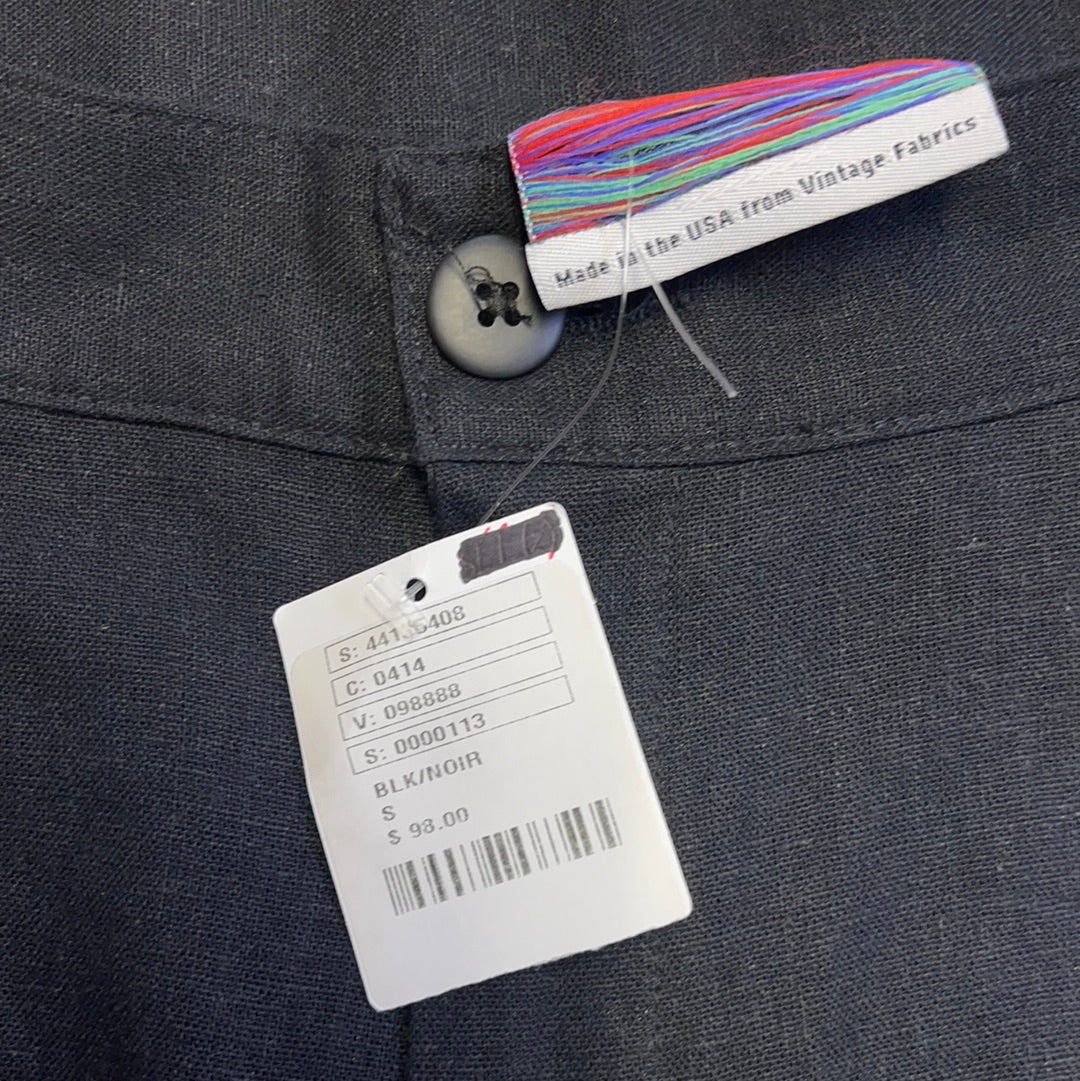 Made in the USA from Vintage Fabrics
C: 0414
V: 098888
S: 0000113
BLK/NOIR
S
$ 98.00